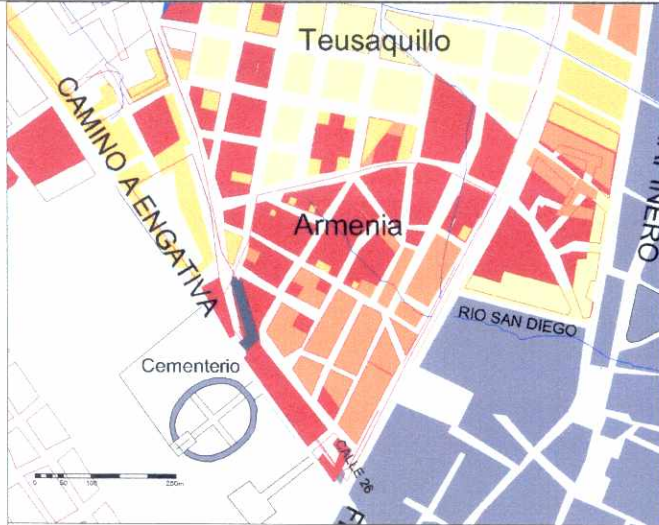 Teusaquillo
CAMINO A ENGATIVA
Armenia
RIO SAN DIEGO
Cementerio
CALLE 26
0 50 100 250m